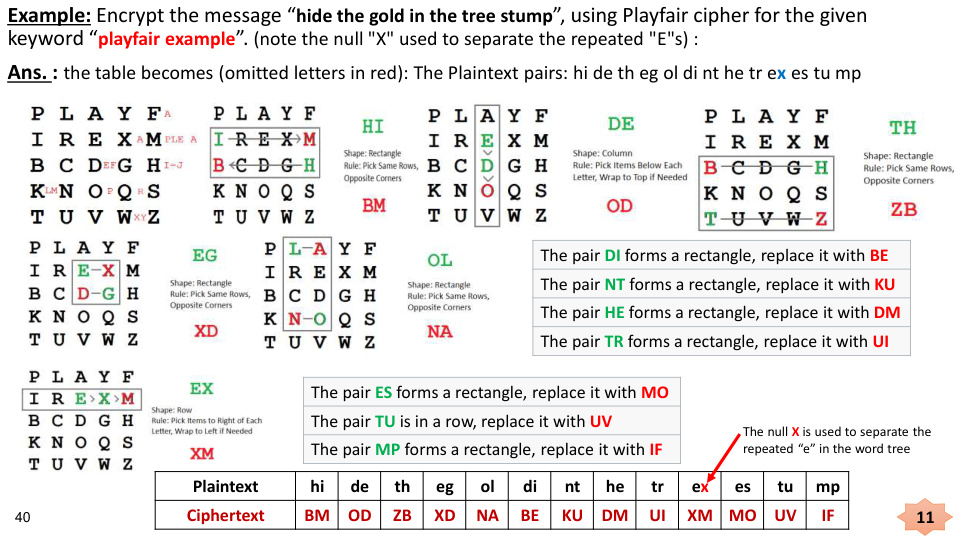 Example: Encrypt the message “hide the gold in the tree stump”, using Playfair cipher for the given
keyword “playfair example”. (note the null "X" used to separate the repeated "E"s) :
Ans. : the table becomes (omitted letters in red): The Plaintext pairs: hi de th eg ol di nt he tr ex es tu mp
P L A Y F A
I R E X A M PLE A
B C D EF G H I-J
K LM N O P Q R S
T U V W XY Z
P L A Y F
I R E X M
B C D G H
K N O Q S
T U V W Z
HI
Shape: Rectangle
Rule: Pick Same Rows,
Opposite Corners
BM
P L A Y F
I R E X M
B C D G H
K N O Q S
T U V W Z
DE
Shape: Column
Rule: Pick Items Below Each
Letter, Wrap to Top if Needed
OD
P L A Y F
I R E X M
B C D G H
K N O Q S
T U V W Z
TH
Shape: Rectangle
Rule: Pick Same Rows,
Opposite Corners
ZB
P L A Y F
I R E X M
B C D G H
K N O Q S
T U V W Z
EG
Shape: Rectangle
Rule: Pick Same Rows,
Opposite Corners
XD
P L A Y F
I R E X M
B C D G H
K N O Q S
T U V W Z
OL
Shape: Rectangle
Rule: Pick Same Rows,
Opposite Corners
NA
The pair DI forms a rectangle, replace it with BE
The pair NT forms a rectangle, replace it with KU
The pair HE forms a rectangle, replace it with DM
The pair TR forms a rectangle, replace it with UI
P L A Y F
I R E > X > M
B C D G H
K N O Q S
T U V W Z
EX
Shape: Row
Rule: Pick Items to Right of Each
Letter, Wrap to Left if Needed
XM
The pair ES forms a rectangle, replace it with MO
The pair TU is in a row, replace it with UV
The pair MP forms a rectangle, replace it with IF
The null X is used to separate the
repeated “e” in the word tree
Plaintext hi de th eg ol di nt he tr ex es tu mp
Ciphertext BM OD ZB XD NA BE KU DM UI XM MO UV IF
40
11